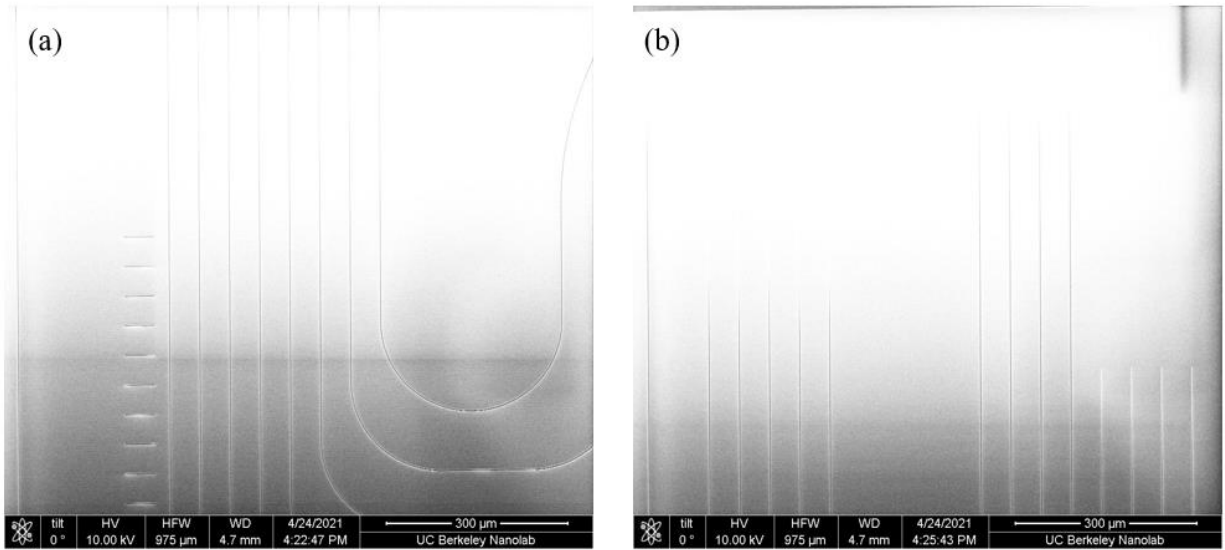 (a)
(b)
tilt HV HFW WD 4/24/2021 300 µm
0 ° 10.00 kV 975 µm 4.7 mm 4:22:47 PM UC Berkeley Nanolab
tilt HV HFW WD 4/24/2021 300 µm
0 ° 10.00 kV 975 µm 4.7 mm 4:25:43 PM UC Berkeley Nanolab